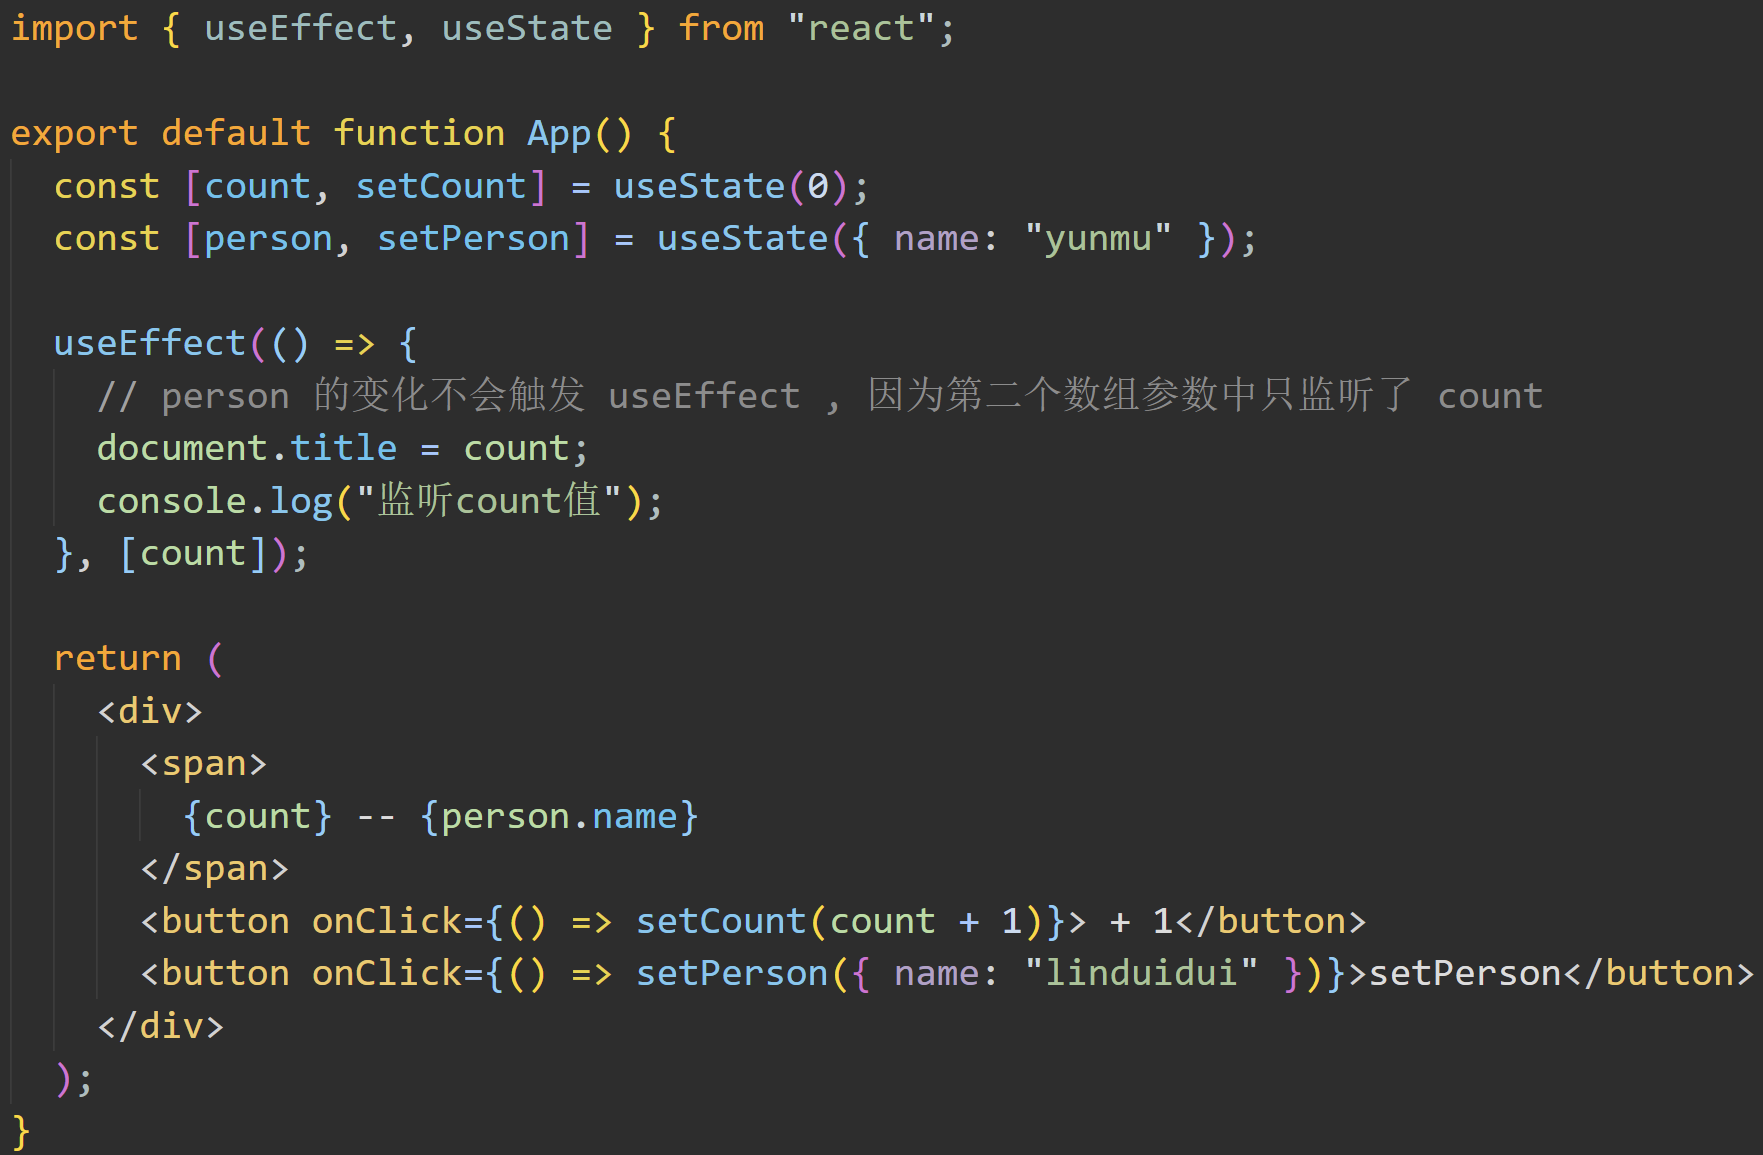 import { useEffect, useState } from "react";
export default function App() {
const [count, setCount] = useState(0);
const [person, setPerson] = useState({ name: "yunmu" });
useEffect(() => {
// person 的变化不会触发 useEffect , 因为第二个数组参数中只监听了 count
document.title = count;
console.log("监听count值");
}, [count]);
return (
<div>
<span>
{count} -- {person.name}
</span>
<button onClick={() => setCount(count + 1)}> + 1</button>
<button onClick={() => setPerson({ name: "linduidui" })}>setPerson</button>
</div>
);
}